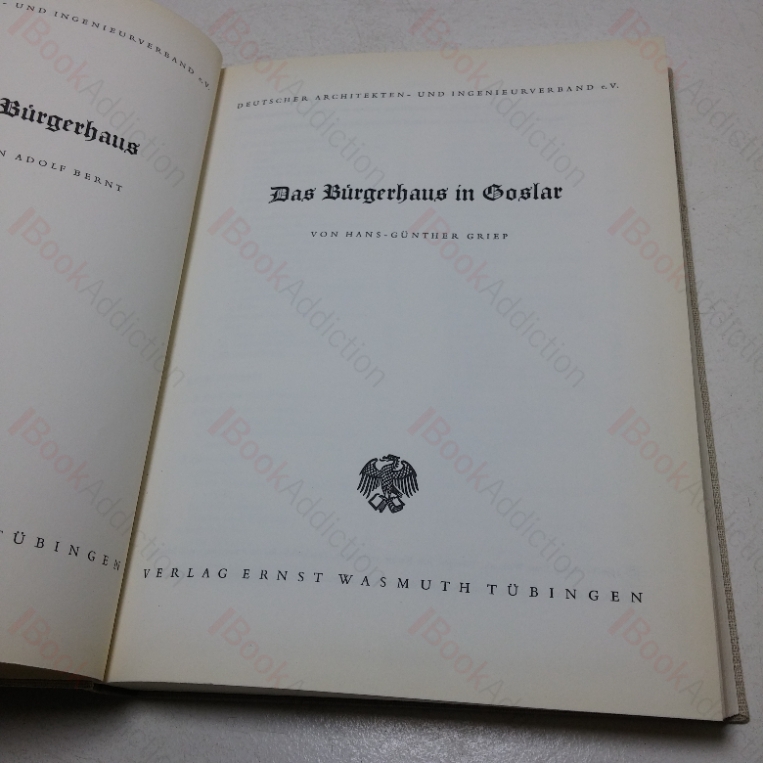 - UND INGENIEURVERBAND e.V.
Bürgerhaus
N ADOLF BERNT
TÜBINGEN
DEUTSCHER ARCHITEKTEN- UND INGENIEURVERBAND e.V.
Das Bürgerhaus in Goslar
VON HANS-GÜNTHER GRIEP
VERLAG ERNST WASMUTH TÜBINGEN
BookAddiction